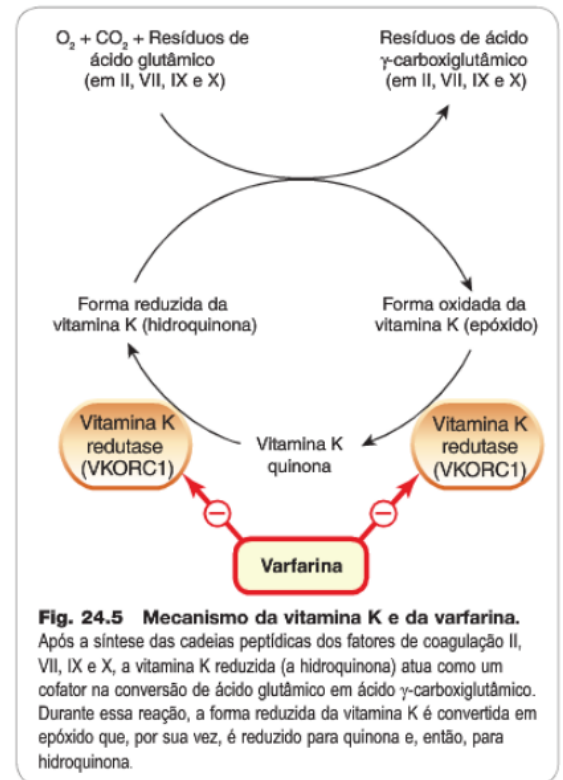 O₂ + CO₂ + Resíduos de
ácido glutâmico
(em II, VII, IX e X)
Resíduos de ácido
γ-carboxiglutâmico
(em II, VII, IX e X)
Forma reduzida da
vitamina K (hidroquinona)
Forma oxidada da
vitamina K (epóxido)
Vitamina K
redutase
(VKORC1)
Vitamina K
quinona
Vitamina K
redutase
(VKORC1)
−
−
Varfarina
Fig. 24.5 Mecanismo da vitamina K e da varfarina.
Após a síntese das cadeias peptídicas dos fatores de coagulação II,
VII, IX e X, a vitamina K reduzida (a hidroquinona) atua como um
cofator na conversão de ácido glutâmico em ácido γ-carboxiglutâmico.
Durante essa reação, a forma reduzida da vitamina K é convertida em
epóxido que, por sua vez, é reduzido para quinona e, então, para
hidroquinona.